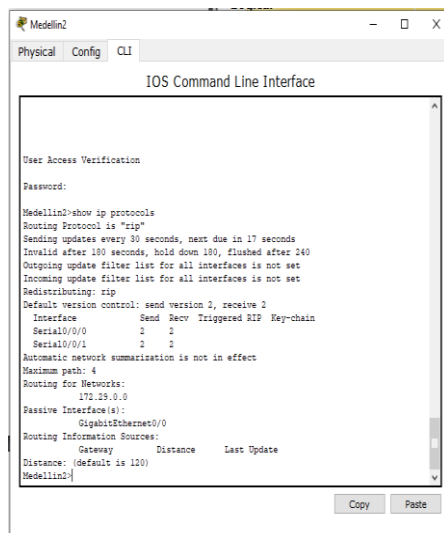 Medellin2
Physical Config CLI
IOS Command Line Interface
User Access Verification
Password:
Medellin2>show ip protocols
Routing Protocol is "rip"
Sending updates every 30 seconds, next due in 17 seconds
Invalid after 180 seconds, hold down 180, flushed after 240
Outgoing update filter list for all interfaces is not set
Incoming update filter list for all interfaces is not set
Redistributing: rip
Default version control: send version 2, receive 2
Interface Send Recv Triggered RIP Key-chain
Serial0/0/0 2 2
Serial0/0/1 2 2
Automatic network summarization is not in effect
Maximum path: 4
Routing for Networks:
172.29.0.0
Passive Interface(s):
GigabitEthernet0/0
Routing Information Sources:
Gateway Distance Last Update
Distance: (default is 120)
Medellin2>
Copy Paste